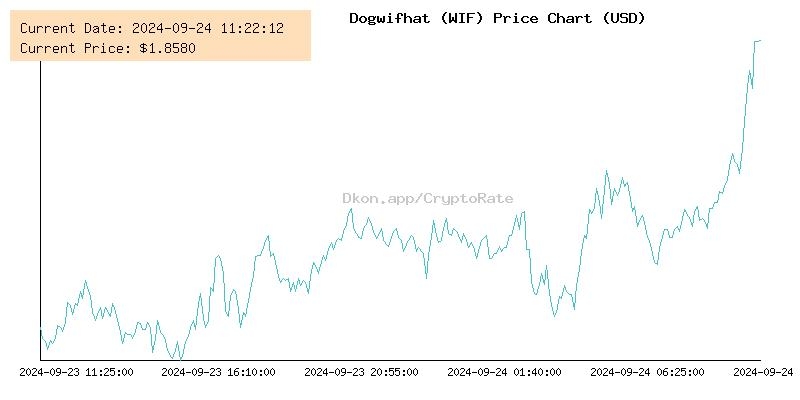 Dogwifhat (WIF) Price Chart (USD)
Current Date: 2024-09-24 11:22:12
Current Price: $1.8580
Dkon.app/CryptoRate
2024-09-23 11:25:00 2024-09-23 16:10:00 2024-09-23 20:55:00 2024-09-24 01:40:00 2024-09-24 06:25:00 2024-09-24